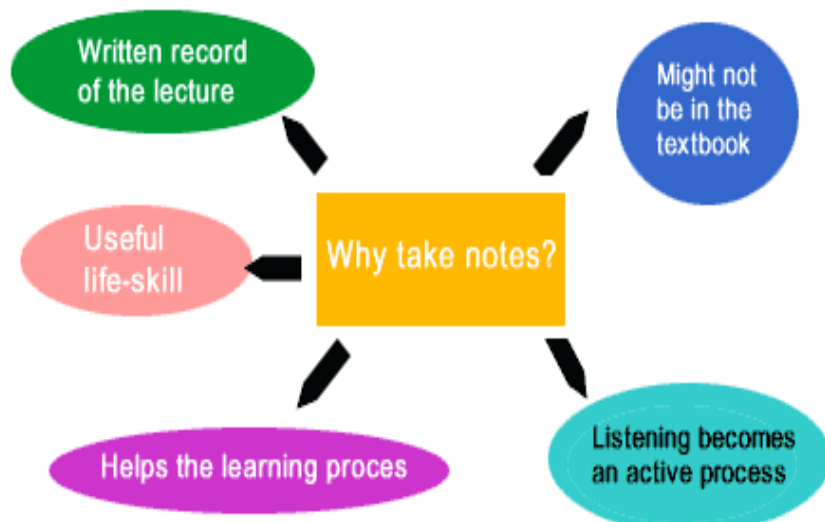 Written record
of the lecture
Might not
be in the
textbook
Useful
life-skill
Why take notes?
Helps the learning proces
Listening becomes
an active process